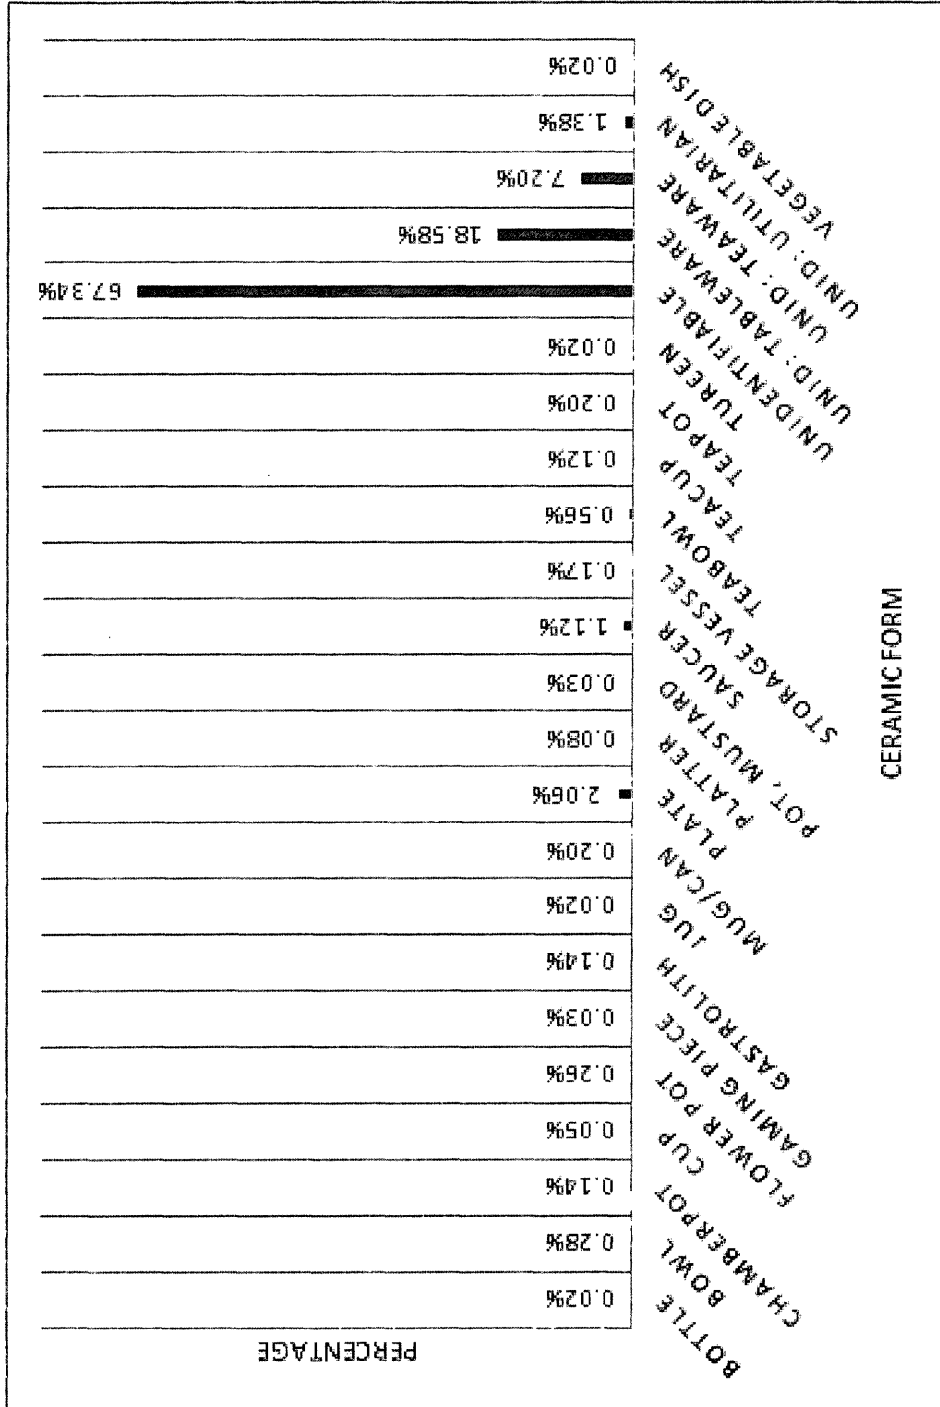 PERCENTAGE
0.02%
0.28%
0.14%
0.05%
0.26%
0.03%
0.14%
0.02%
0.20%
2.06%
0.08%
0.03%
1.12%
0.17%
0.56%
0.12%
0.20%
0.02%
67.34%
18.58%
7.20%
1.38%
0.02%
BOTTLE
BOWL
CHAMBERPOT
CUP
FLOWER POT
GAMING PIECE
GASTROLITH
JUG
MUG/CAN
PLATE
PLATTER
POT, MUSTARD
SAUCER
STORAGE VESSEL
TEABOWL
TEACUP
TEAPOT
TUREEN
UNIDENTIFIABLE
UNID: TABLEWARE
UNID: TEAWARE
UNID: UTILITARIAN
VEGETABLE DISH
CERAMIC FORM